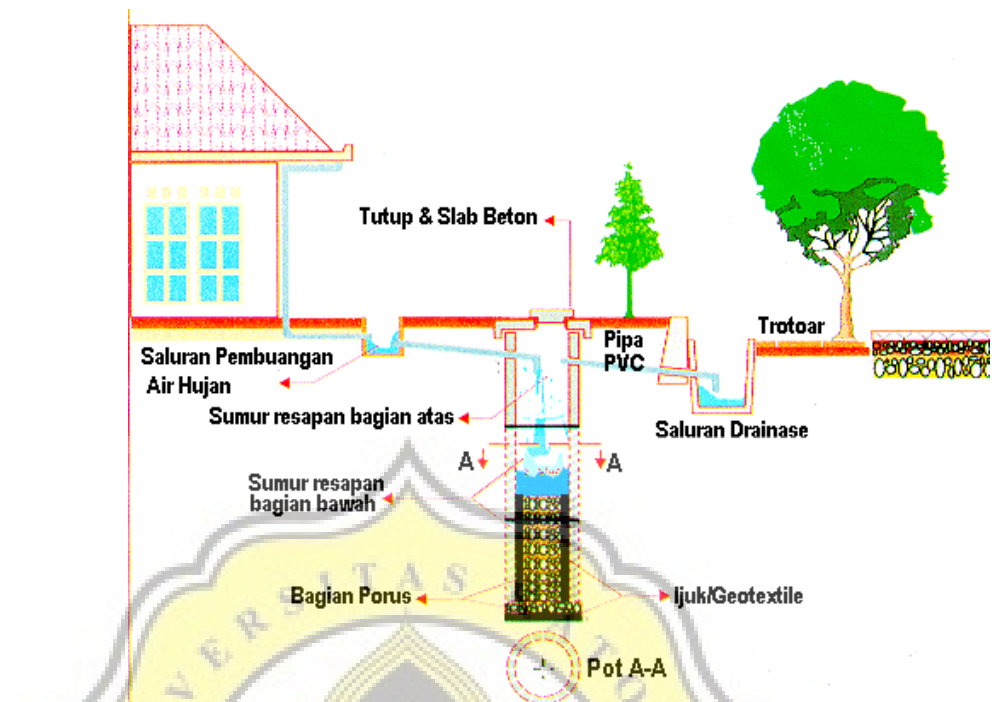 Tutup & Slab Beton
Pipa
PVC
Trotoar
Saluran Pembuangan
Air Hujan
Sumur resapan bagian atas
Saluran Drainase
A
A
Sumur resapan
bagian bawah
Bagian Porus
Ijuk/Geotextile
Pot A-A